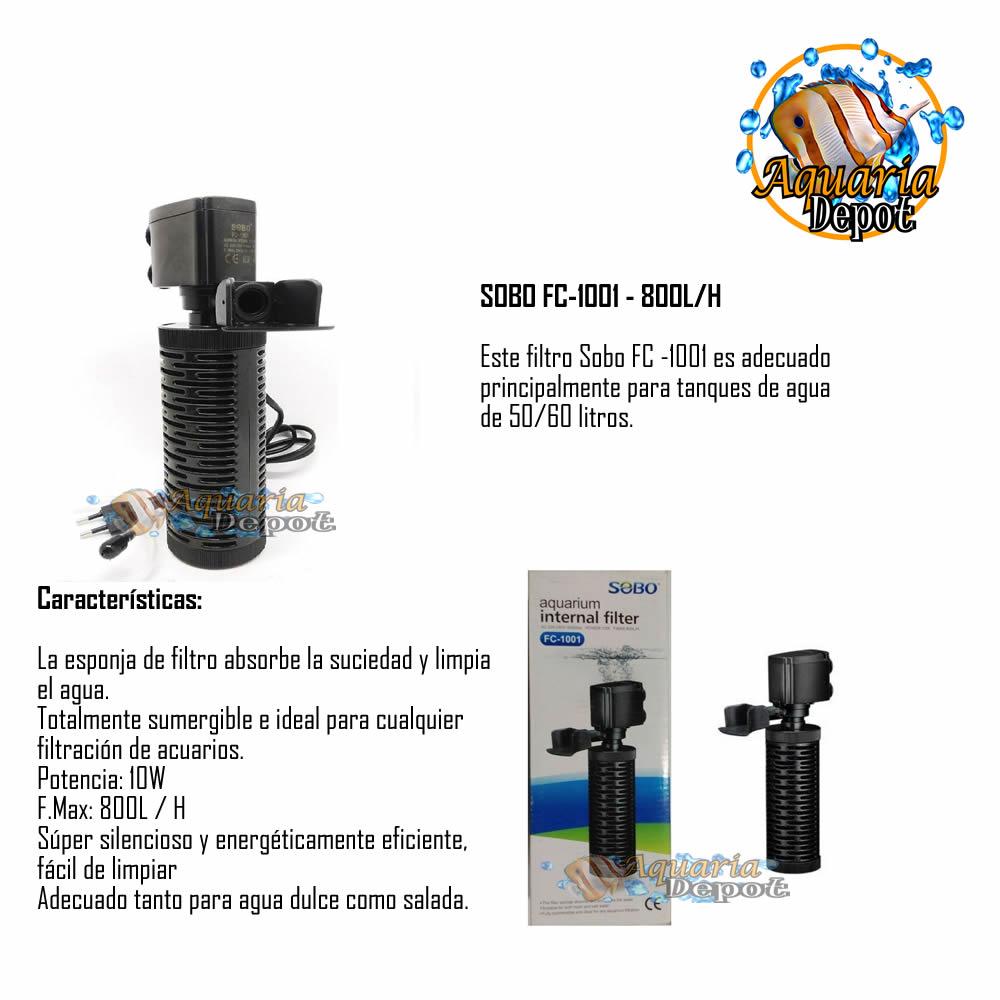 Aquaria
Depot
SOBO
FC-1001
SOBO FC-1001 - 800L/H
Este filtro Sobo FC -1001 es adecuado
principalmente para tanques de agua
de 50/60 litros.
Aquaria
Depot
Características:
La esponja de filtro absorbe la suciedad y limpia
el agua.
Totalmente sumergible e ideal para cualquier
filtración de acuarios.
Potencia: 10W
F.Max: 800L / H
Súper silencioso y energéticamente eficiente,
fácil de limpiar
Adecuado tanto para agua dulce como salada.
SOBO
aquarium
internal filter
FC-1001
Aquaria
Depot
CE